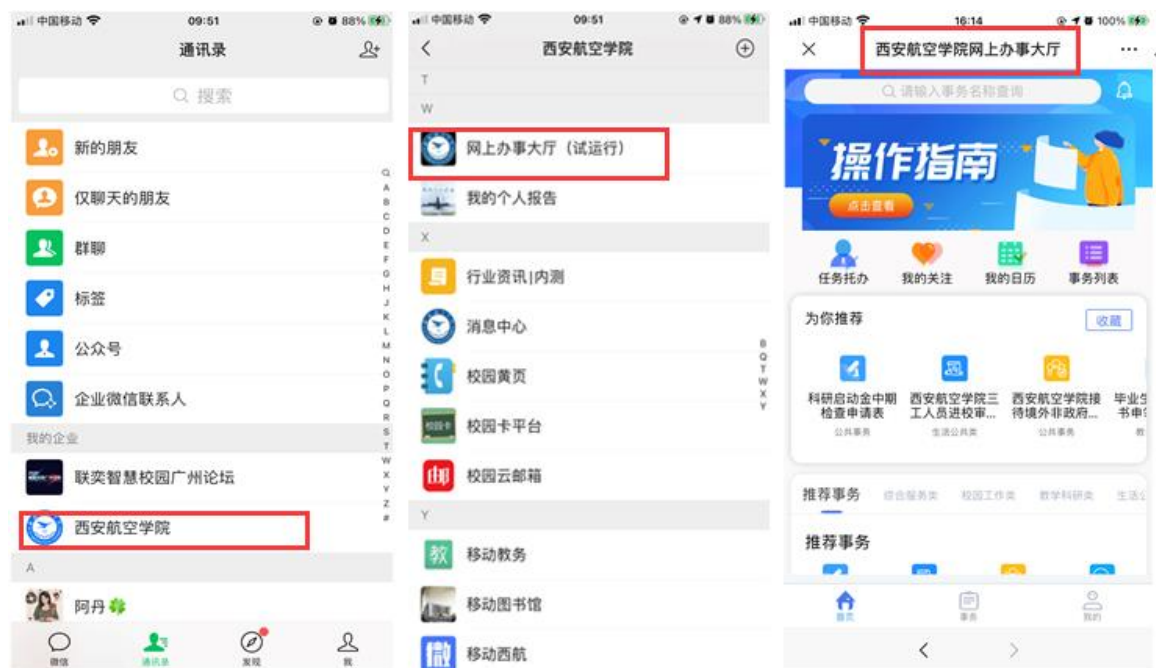 中国移动
09:51
88%
通讯录
搜索
新的朋友
仅聊天的朋友
群聊
标签
公众号
企业微信联系人
我的企业
联奕智慧校园广州论坛
西安航空学院
A
阿丹
Q
A
B
C
D
E
F
G
H
J
K
L
M
N
O
P
Q
R
S
T
W
X
Y
Z
#
微信
通讯录
发现
我
中国移动
09:51
88%
西安航空学院
T
W
网上办事大厅（试运行）
我的个人报告
X
行业资讯|内测
消息中心
校园黄页
校园卡平台
校园云邮箱
Y
移动教务
移动图书馆
移动西航
B
Q
T
W
X
Y
中国移动
16:14
100%
西安航空学院网上办事大厅
请输入事务名称查询
操作指南
点击查看
任务托办
我的关注
我的日历
事务列表
为你推荐
收藏
科研启动金中期
检查申请表
公共事务
西安航空学院三
工人员进校审...
生活公共类
西安航空学院接
待境外非政府...
公共事务
毕业生
书申
教
推荐事务
综合服务类
校园工作类
教学科研类
生活
推荐事务
首页
事务
我的